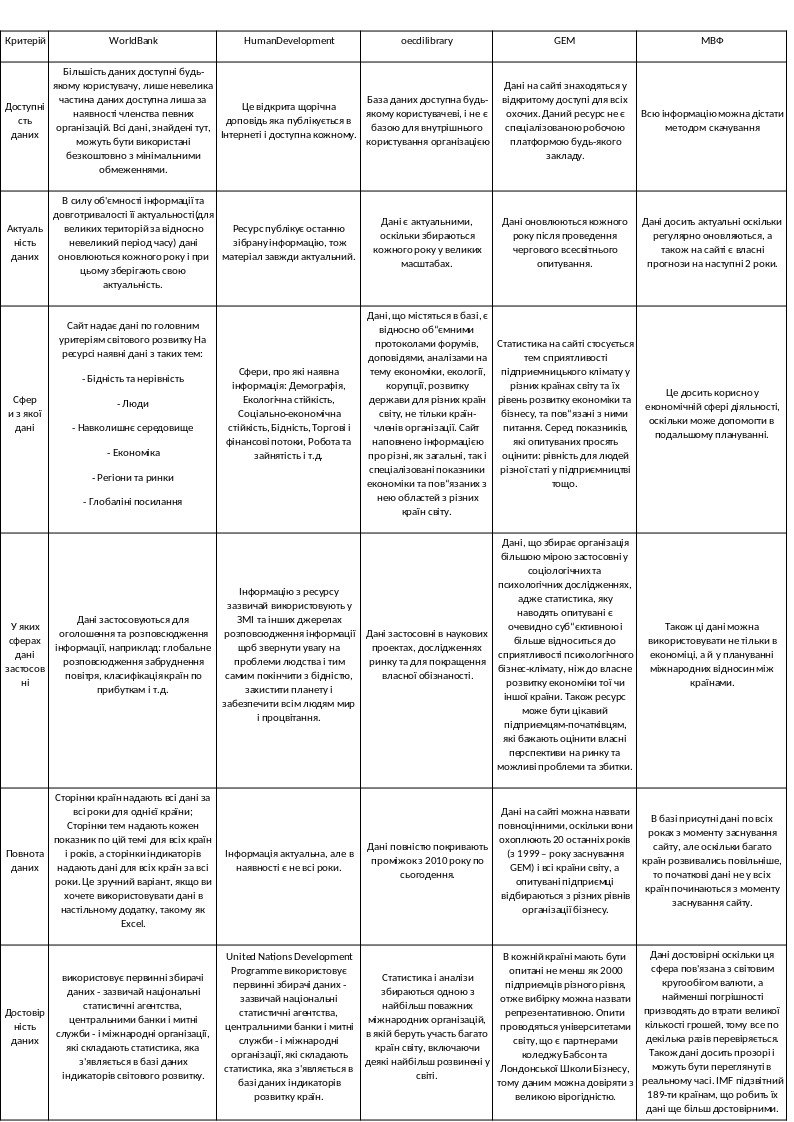 Критерій
WorldBank
HumanDevelopment
oecdilibrary
GEM
МВФ
Доступні
сть
даних
Більшість даних доступні будь-
якому користувачу, лише невелика
частина даних доступна лиша за
наявності членства певних
організацій. Всі дані, знайдені тут,
можуть бути використані
безкоштовно з мінімальними
обмеженнями.
Це відкрита щорічна
доповідь яка публікується в
Інтернеті і доступна кожному.
База даних доступна будь-
якому користувачеві, і не є
базою для внутрішнього
користування організацією
Дані на сайті знаходяться у
відкритому доступі для всіх
охочих. Даний ресурс не є
спеціалізованою робочою
платформою будь-якого
закладу.
Всю інформацію можна дістати
методом скачування
Актуаль
ність
даних
В силу об'ємності інформації та
довготривалості її актуальності(для
великих територій за відносно
невеликий період часу) дані
оновлюються кожного року і при
цьому зберігають свою
актуальність.
Ресурс публікує останню
зібрану інформацію, тож
матеріал завжди актуальний.
Дані є актуальними,
оскільки збираються
кожного року у великих
масштабах.
Дані оновлюються кожного
року після проведення
чергового всесвітнього
опитування.
Дані досить актуальні оскільки
регулярно оновляються, а
також на сайті є власні
прогнози на наступні 2 роки.
Сфер
и з якої
дані
Сайт надає дані по головним
уритеріям світового розвитку На
ресурсі наявні дані з таких тем:
- Бідність та нерівність
- Люди
- Навколишнє середовище
- Економіка
- Регіони та ринки
- Глобаліні посилання
Сфери, про які наявна
інформація: Демографія,
Екологічна стійкість,
Соціально-економічна
стійкість, Бідність, Торгові і
фінансові потоки, Робота та
зайнятість і т.д.
Дані, що містяться в базі, є
відносно об"ємними
протоколами форумів,
доповідями, аналізами на
тему економіки, екології,
корупції, розвитку
держави для різних країн
світу, не тільки країн-
членів організації. Сайт
наповнено інформацією
про різні, як загальні, так і
спеціалізовані показники
економіки та пов"язаних з
нею областей з різних
країн світу.
Статистика на сайті стосується
тем сприятливості
підприємницького клімату у
різних країнах світу та їх
рівень розвитку економіки та
бізнесу, та пов"язані з ними
питання. Серед показників,
які опитуваних просять
оцінити: рівність для людей
різної статі у підприємництві
тощо.
Це досить корисно у
економічній сфері діяльності,
оскільки може допомогти в
подальшому плануванні.
У яких
сферах
дані
застосов
ні
Дані застосовуються для
оголошення та розповсюдження
інформації, наприклад: глобальне
розповсюдження забруднення
повітря, класифікація країн по
прибуткам і т.д.
Інформацію з ресурсу
зазвичай використовують у
ЗМІ та інших джерелах
розповсюдження інформації
щоб звернути увагу на
проблеми людства і тим
самим покінчити з бідністю,
захистити планету і
забезпечити всім людям мир
і процвітання.
Дані застосовні в наукових
проектах, дослідженнях
ринку та для покращення
власної обізнаності.
Дані, що збирає організація
більшою мірою застосовні у
соціологічних та
психологічних дослідженнях,
адже статистика, яку
наводять опитувані є
очевидно суб"єктивною і
більше відноситься до
сприятливості психологічного
бізнес-клімату, ніж до власне
розвитку економіки тої чи
іншої країни. Також ресурс
може бути цікавий
підприємцям-початківцям,
які бажають оцінити власні
перспективи на ринку та
можливі проблеми та збитки.
Також ці дані можна
використовувати не тільки в
економіці, а й у плануванні
міжнародних відносин між
країнами.
Повнота
даних
Сторінки країн надають всі дані за
всі роки для однієї країни;
Сторінки тем надають кожен
показник по цій темі для всіх країн
і років, а сторінки індикаторів
надають дані для всіх країн за всі
роки. Це зручний варіант, якщо ви
хочете використовувати дані в
настільному додатку, такому як
Excel.
Інформація актуальна, але в
наявності є не всі роки.
Дані повністю покривають
проміжок з 2010 року по
сьогодення.
Дані на сайті можна назвати
повноцінними, оскільки вони
охоплюють 20 останніх років
(з 1999 – року заснування
GEM) і всі країни світу, а
опитувані підприємці
відбираються з різних рівнів
організації бізнесу.
В базі присутні дані по всіх
роках з моменту заснування
сайту, але оскільки багато
країн розвивались повільніше,
то початкові дані не у всіх
країн починаються з моменту
заснування сайту.
Достовір
ність
даних
використовує первинні збирачі
даних - зазвичай національні
статистичні агентства,
центральними банки і митні
служби - і міжнародні організації,
які складають статистика, яка
з'являється в базі даних
індикаторів світового розвитку.
United Nations Development
Programme використовує
первинні збирачі даних -
зазвичай національні
статистичні агентства,
центральними банки і митні
служби - і міжнародні
організації, які складають
статистика, яка з'являється в
базі даних індикаторів
розвитку країн.
Статистика і анализи
збираються одною з
найбільш поважних
міжнародних організацій,
в якій беруть участь багато
країн світу, включаючи
деякі найбільш розвинені у
світі.
В кожній країні мають бути
опитані не менш як 2000
підприємців різного рівня,
отже вибірку можна назвати
репрезентативною. Опити
проводяться університетами
світу, що є партнерами
коледжу Бабсон та
Лондонської Школи Бізнесу,
тому даним можна довіряти з
великою вірогідністю.
Дані достовірні оскільки ця
сфера пов'язана з світовим
кругообігом валюти, а
найменші погрішності
призводять до втрати великої
кількості грошей, тому все по
декілька разів перевіряється.
Також дані досить прозорі і
можуть бути переглянуті в
реальному часі. IMF підзвітний
189-ти країнам, що робить їх
дані ще більш достовірними.